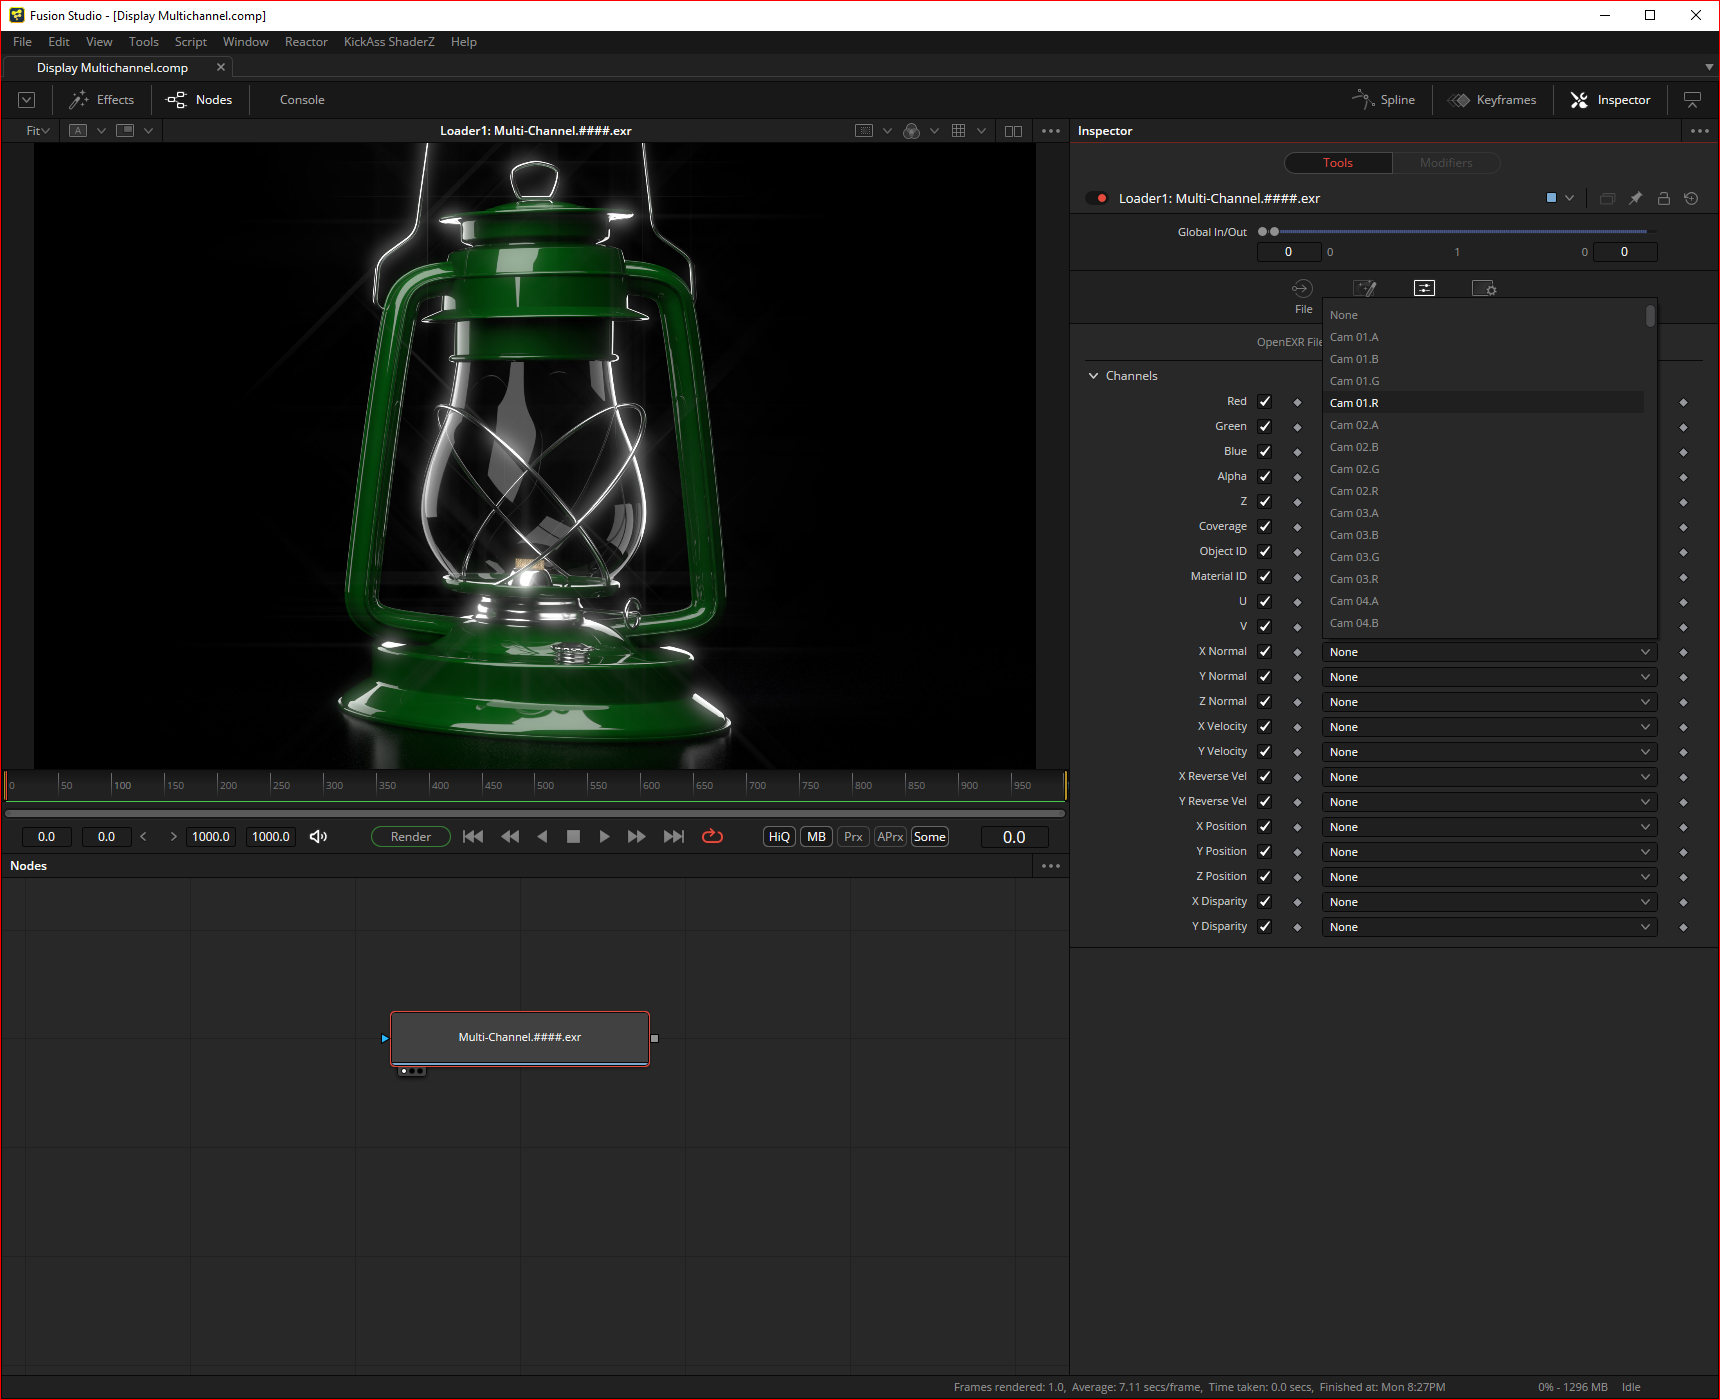 Fusion Studio - [Display Multichannel.comp]
File Edit View Tools Script Window Reactor KickAss ShaderZ Help
Display Multichannel.comp
Effects Nodes Console Spline Keyframes Inspector
Fit A Loader1: Multi-Channel.####.exr
Inspector
Tools Modifiers
Loader1: Multi-Channel.####.exr
Global In/Out
0 0 1 0 0
File
OpenEXR File
Channels
None
Cam 01.A
Cam 01.B
Cam 01.G
Cam 01.R
Cam 02.A
Cam 02.B
Cam 02.G
Cam 02.R
Cam 03.A
Cam 03.B
Cam 03.G
Cam 03.R
Cam 04.A
Cam 04.B
Red
Green
Blue
Alpha
Z
Coverage
Object ID
Material ID
U
V
X Normal None
Y Normal None
Z Normal None
X Velocity None
Y Velocity None
X Reverse Vel None
Y Reverse Vel None
X Position None
Y Position None
Z Position None
X Disparity None
Y Disparity None
0 50 100 150 200 250 300 350 400 450 500 550 600 650 700 750 800 850 900 950
0.0 0.0 1000.0 1000.0 Render HiQ MB Prx APrx Some 0.0
Nodes
Multi-Channel.####.exr
Frames rendered: 1.0, Average: 7.11 secs/frame, Time taken: 0.0 secs, Finished at: Mon 8:27PM 0% - 1296 MB Idle